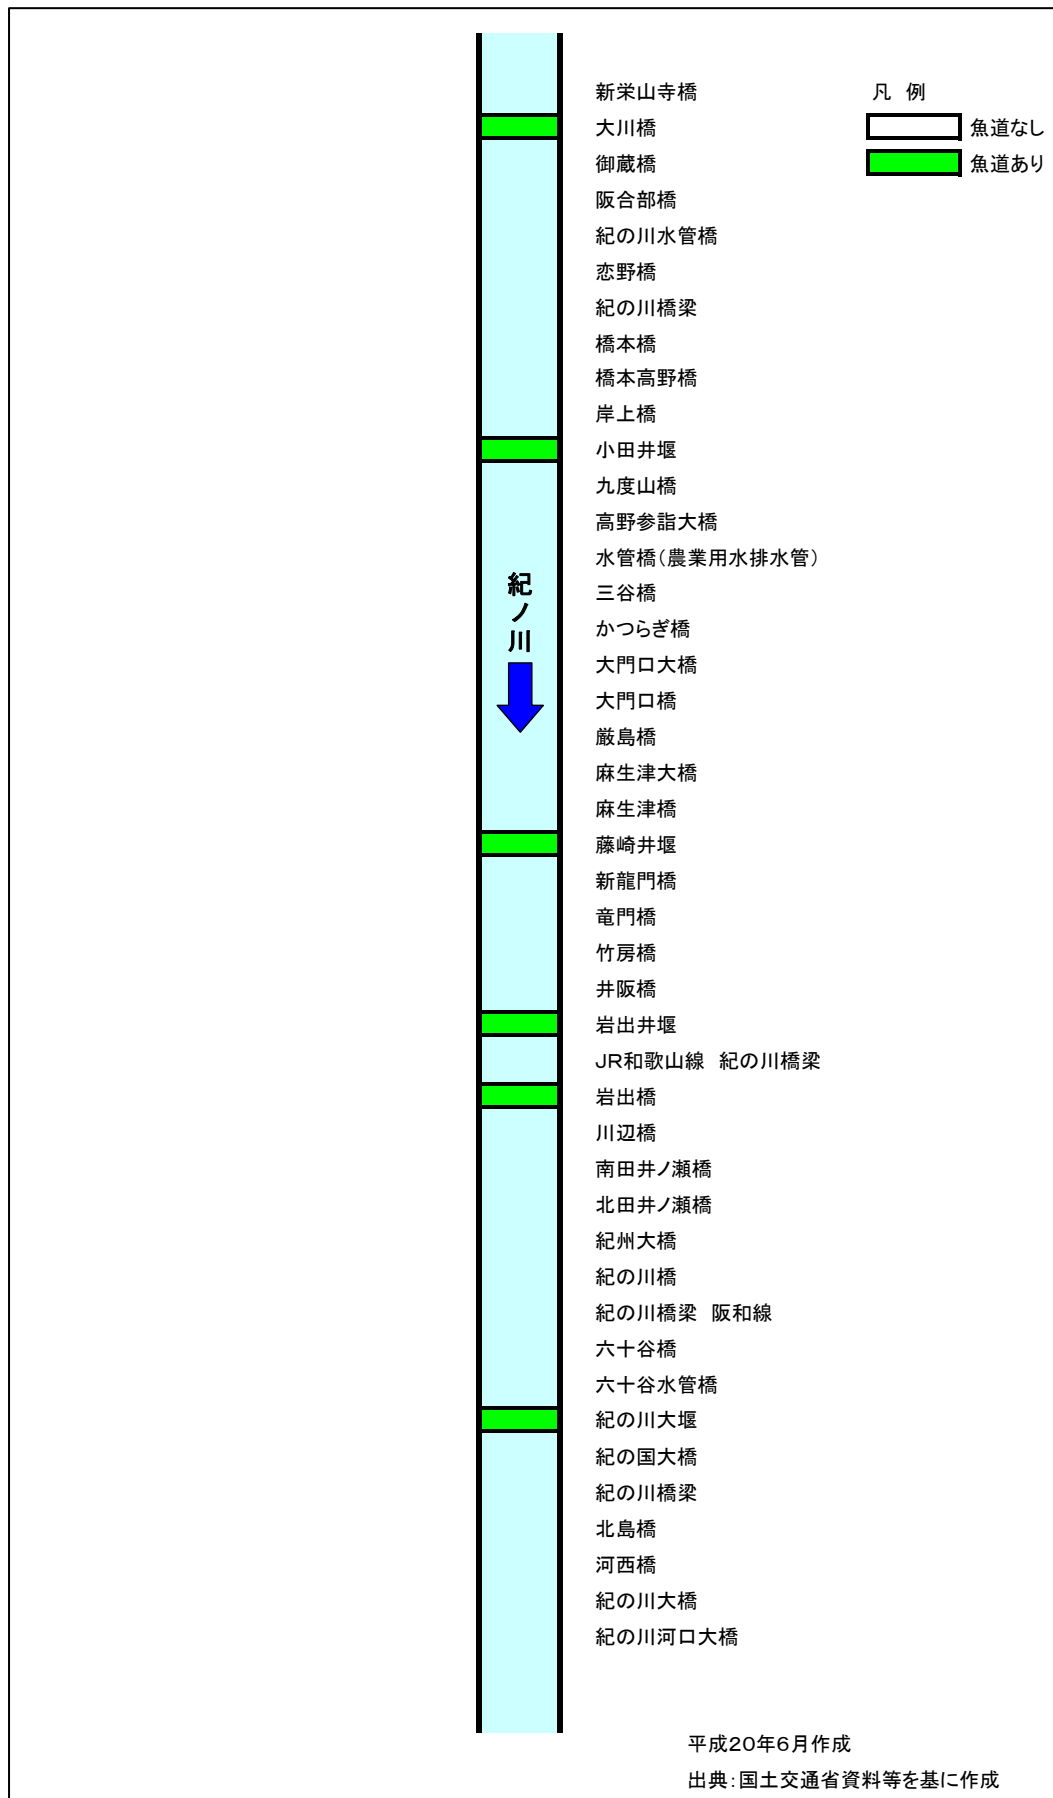 新栄山寺橋
凡 例
大川橋
魚道なし
御蔵橋
魚道あり
阪合部橋
紀の川水管橋
恋野橋
紀の川橋梁
橋本橋
橋本高野橋
岸上橋
小田井堰
九度山橋
高野参詣大橋
水管橋(農業用水排水管)
三谷橋
紀ノ川
かつらぎ橋
大門口大橋
大門口橋
厳島橋
麻生津大橋
麻生津橋
藤崎井堰
新龍門橋
竜門橋
竹房橋
井阪橋
岩出井堰
JR和歌山線 紀の川橋梁
岩出橋
川辺橋
南田井ノ瀬橋
北田井ノ瀬橋
紀州大橋
紀の川橋
紀の川橋梁 阪和線
六十谷橋
六十谷水管橋
紀の川大堰
紀の国大橋
紀の川橋梁
北島橋
河西橋
紀の川大橋
紀の川河口大橋
平成20年6月作成
出典:国土交通省資料等を基に作成